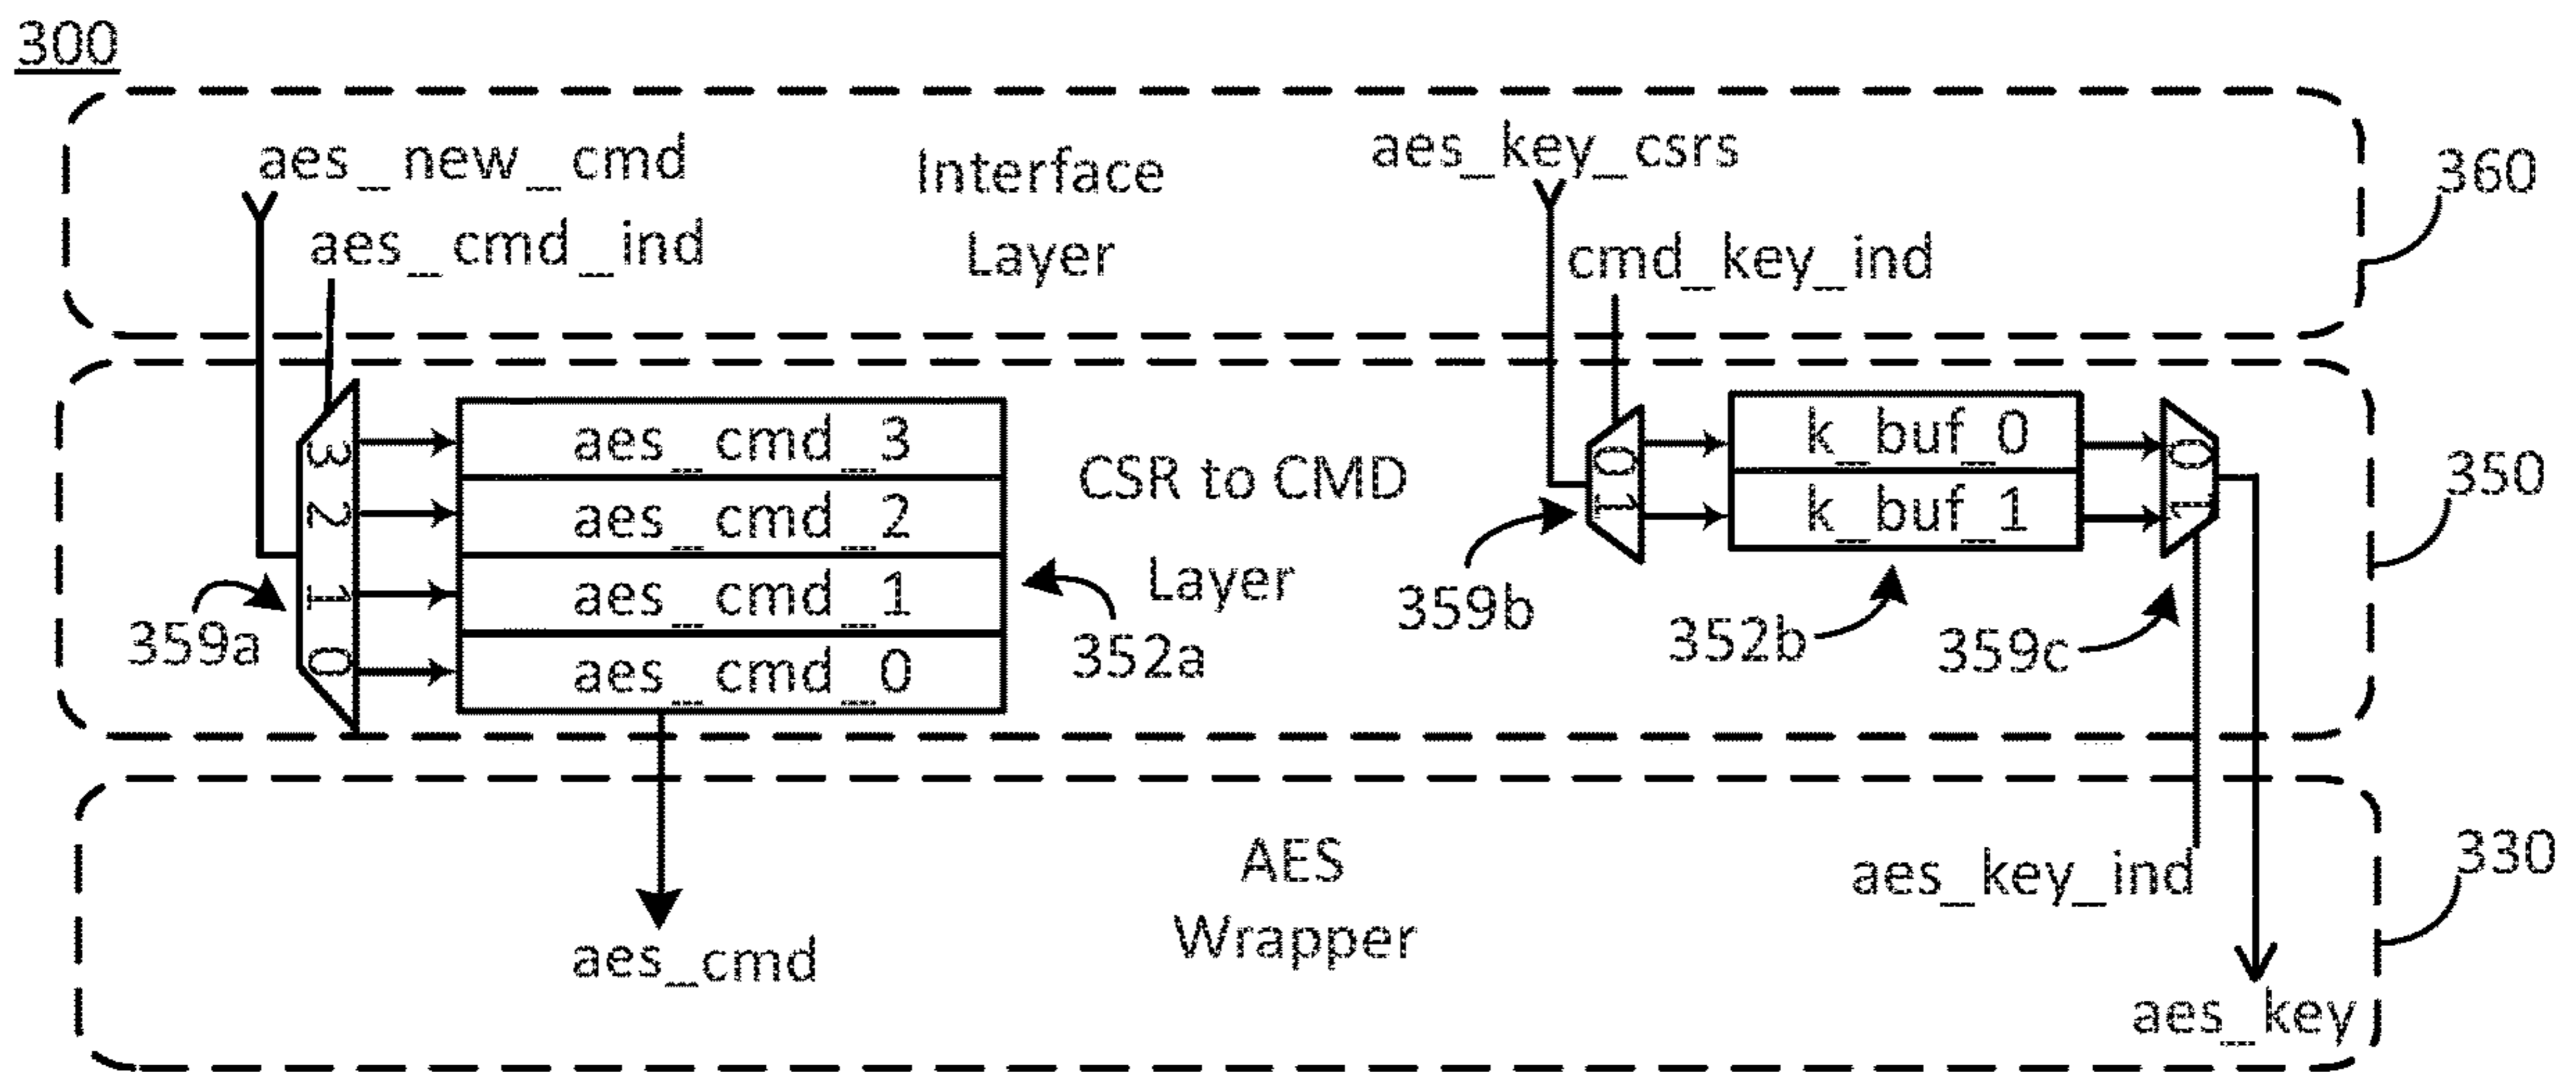 300
aes_new_cmd
aes_cmd_ind
Interface
Layer
aes_key_csrs
cmd_key_ind
360
3
2
1
0
359a
aes_cmd_3
aes_cmd_2
aes_cmd_1
aes_cmd_0
352a
CSR to CMD
Layer
0
1
359b
k_buf_0
k_buf_1
352b
0
1
359c
350
AES
Wrapper
aes_cmd
aes_key_ind
aes_key
330